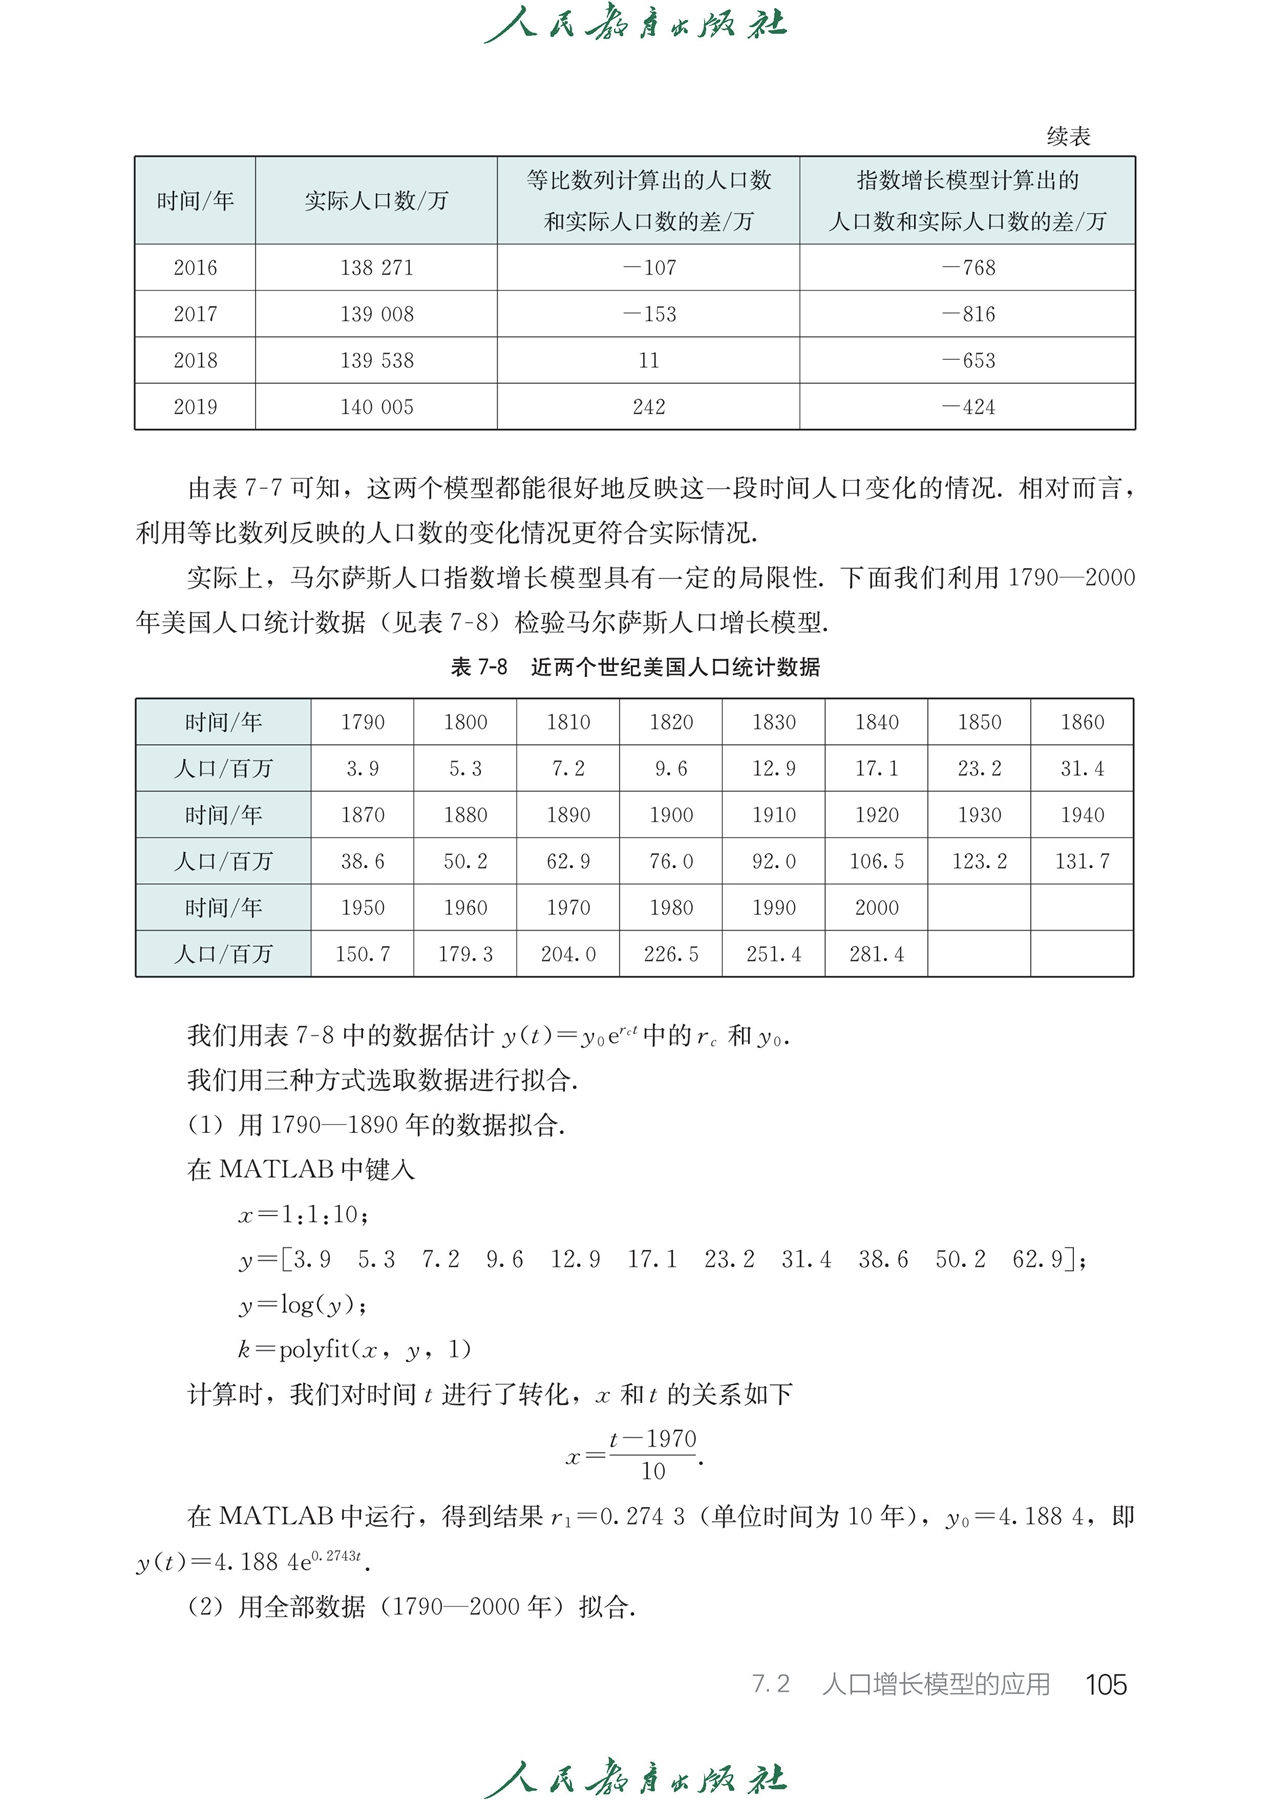 人民教育出版社
续表
时间/年 实际人口数/万 等比数列计算出的人口数和实际人口数的差/万 指数增长模型计算出的人口数和实际人口数的差/万
2016 138 271 －107 －768
2017 139 008 －153 －816
2018 139 538 11 －653
2019 140 005 242 －424
由表 7-7 可知，这两个模型都能很好地反映这一段时间人口变化的情况. 相对而言，
利用等比数列反映的人口数的变化情况更符合实际情况.
实际上，马尔萨斯人口指数增长模型具有一定的局限性. 下面我们利用 1790—2000
年美国人口统计数据（见表 7-8）检验马尔萨斯人口增长模型.
表 7-8 近两个世纪美国人口统计数据
时间/年 1790 1800 1810 1820 1830 1840 1850 1860
人口/百万 3.9 5.3 7.2 9.6 12.9 17.1 23.2 31.4
时间/年 1870 1880 1890 1900 1910 1920 1930 1940
人口/百万 38.6 50.2 62.9 76.0 92.0 106.5 123.2 131.7
时间/年 1950 1960 1970 1980 1990 2000
人口/百万 150.7 179.3 204.0 226.5 251.4 281.4
我们用表 7-8 中的数据估计 y(t)=y₀e^{r_c t} 中的 r_c 和 y₀.
我们用三种方式选取数据进行拟合.
（1）用 1790—1890 年的数据拟合.
在 MATLAB 中键入
x=1:1:10;
y=[3.9 5.3 7.2 9.6 12.9 17.1 23.2 31.4 38.6 50.2 62.9];
y=log(y);
k=polyfit(x，y，1)
计算时，我们对时间 t 进行了转化，x 和 t 的关系如下
x=(t－1970)/10.
在 MATLAB 中运行，得到结果 r₁=0.274 3（单位时间为 10 年），y₀=4.188 4，即
y(t)=4.188 4e^{0.2743t}.
（2）用全部数据（1790—2000 年）拟合.
7.2 人口增长模型的应用 105
人民教育出版社